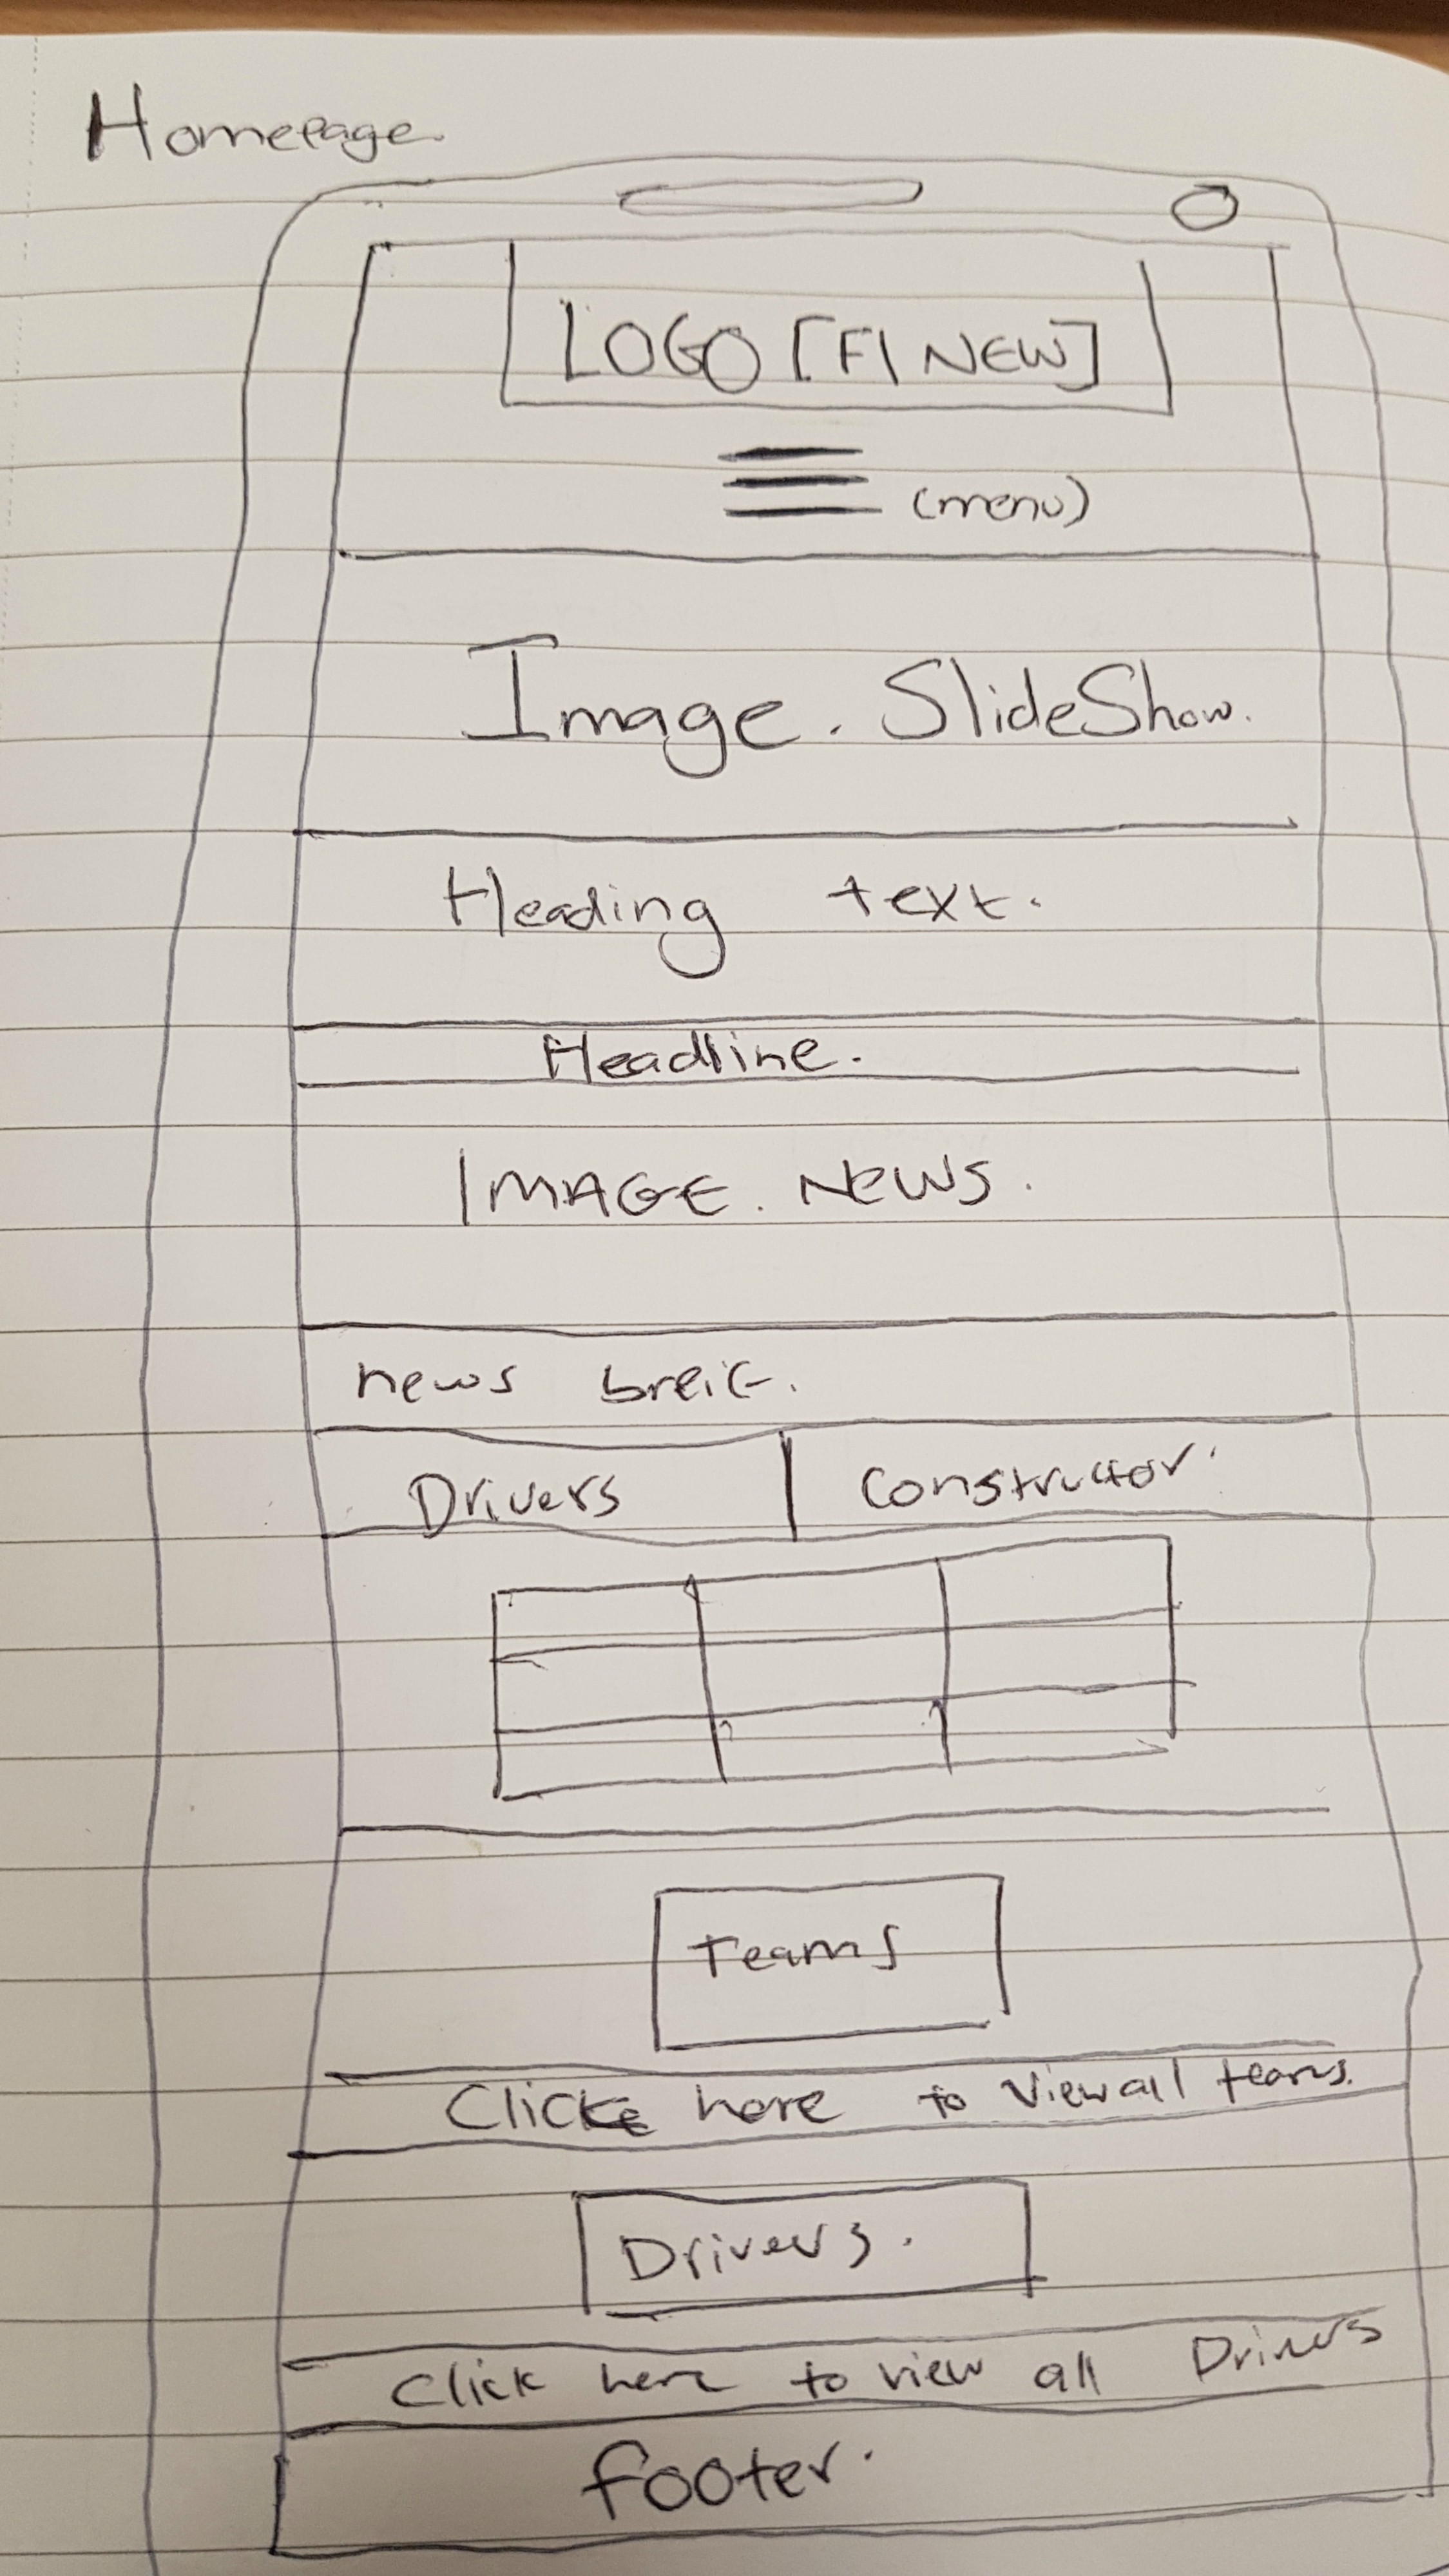 Homepage.
LOGO [F1 NEW]
(menu)
Image. SlideShow.
Heading text.
Headline.
IMAGE. NEWS.
news breif.
Drivers
Constructor.
Teams
Click here to View all teams.
Drivers.
Click here to view all Drivers
footer.